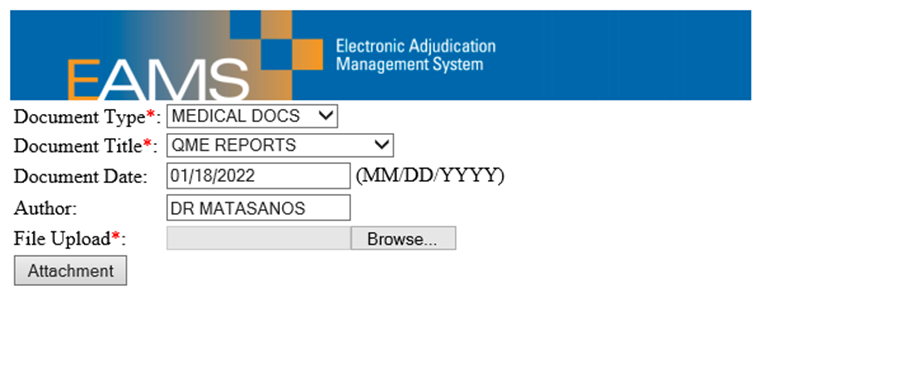 EAMS
Electronic Adjudication
Management System
Document Type*: MEDICAL DOCS
Document Title*: QME REPORTS
Document Date: 01/18/2022 (MM/DD/YYYY)
Author: DR MATASANOS
File Upload*: Browse...
Attachment